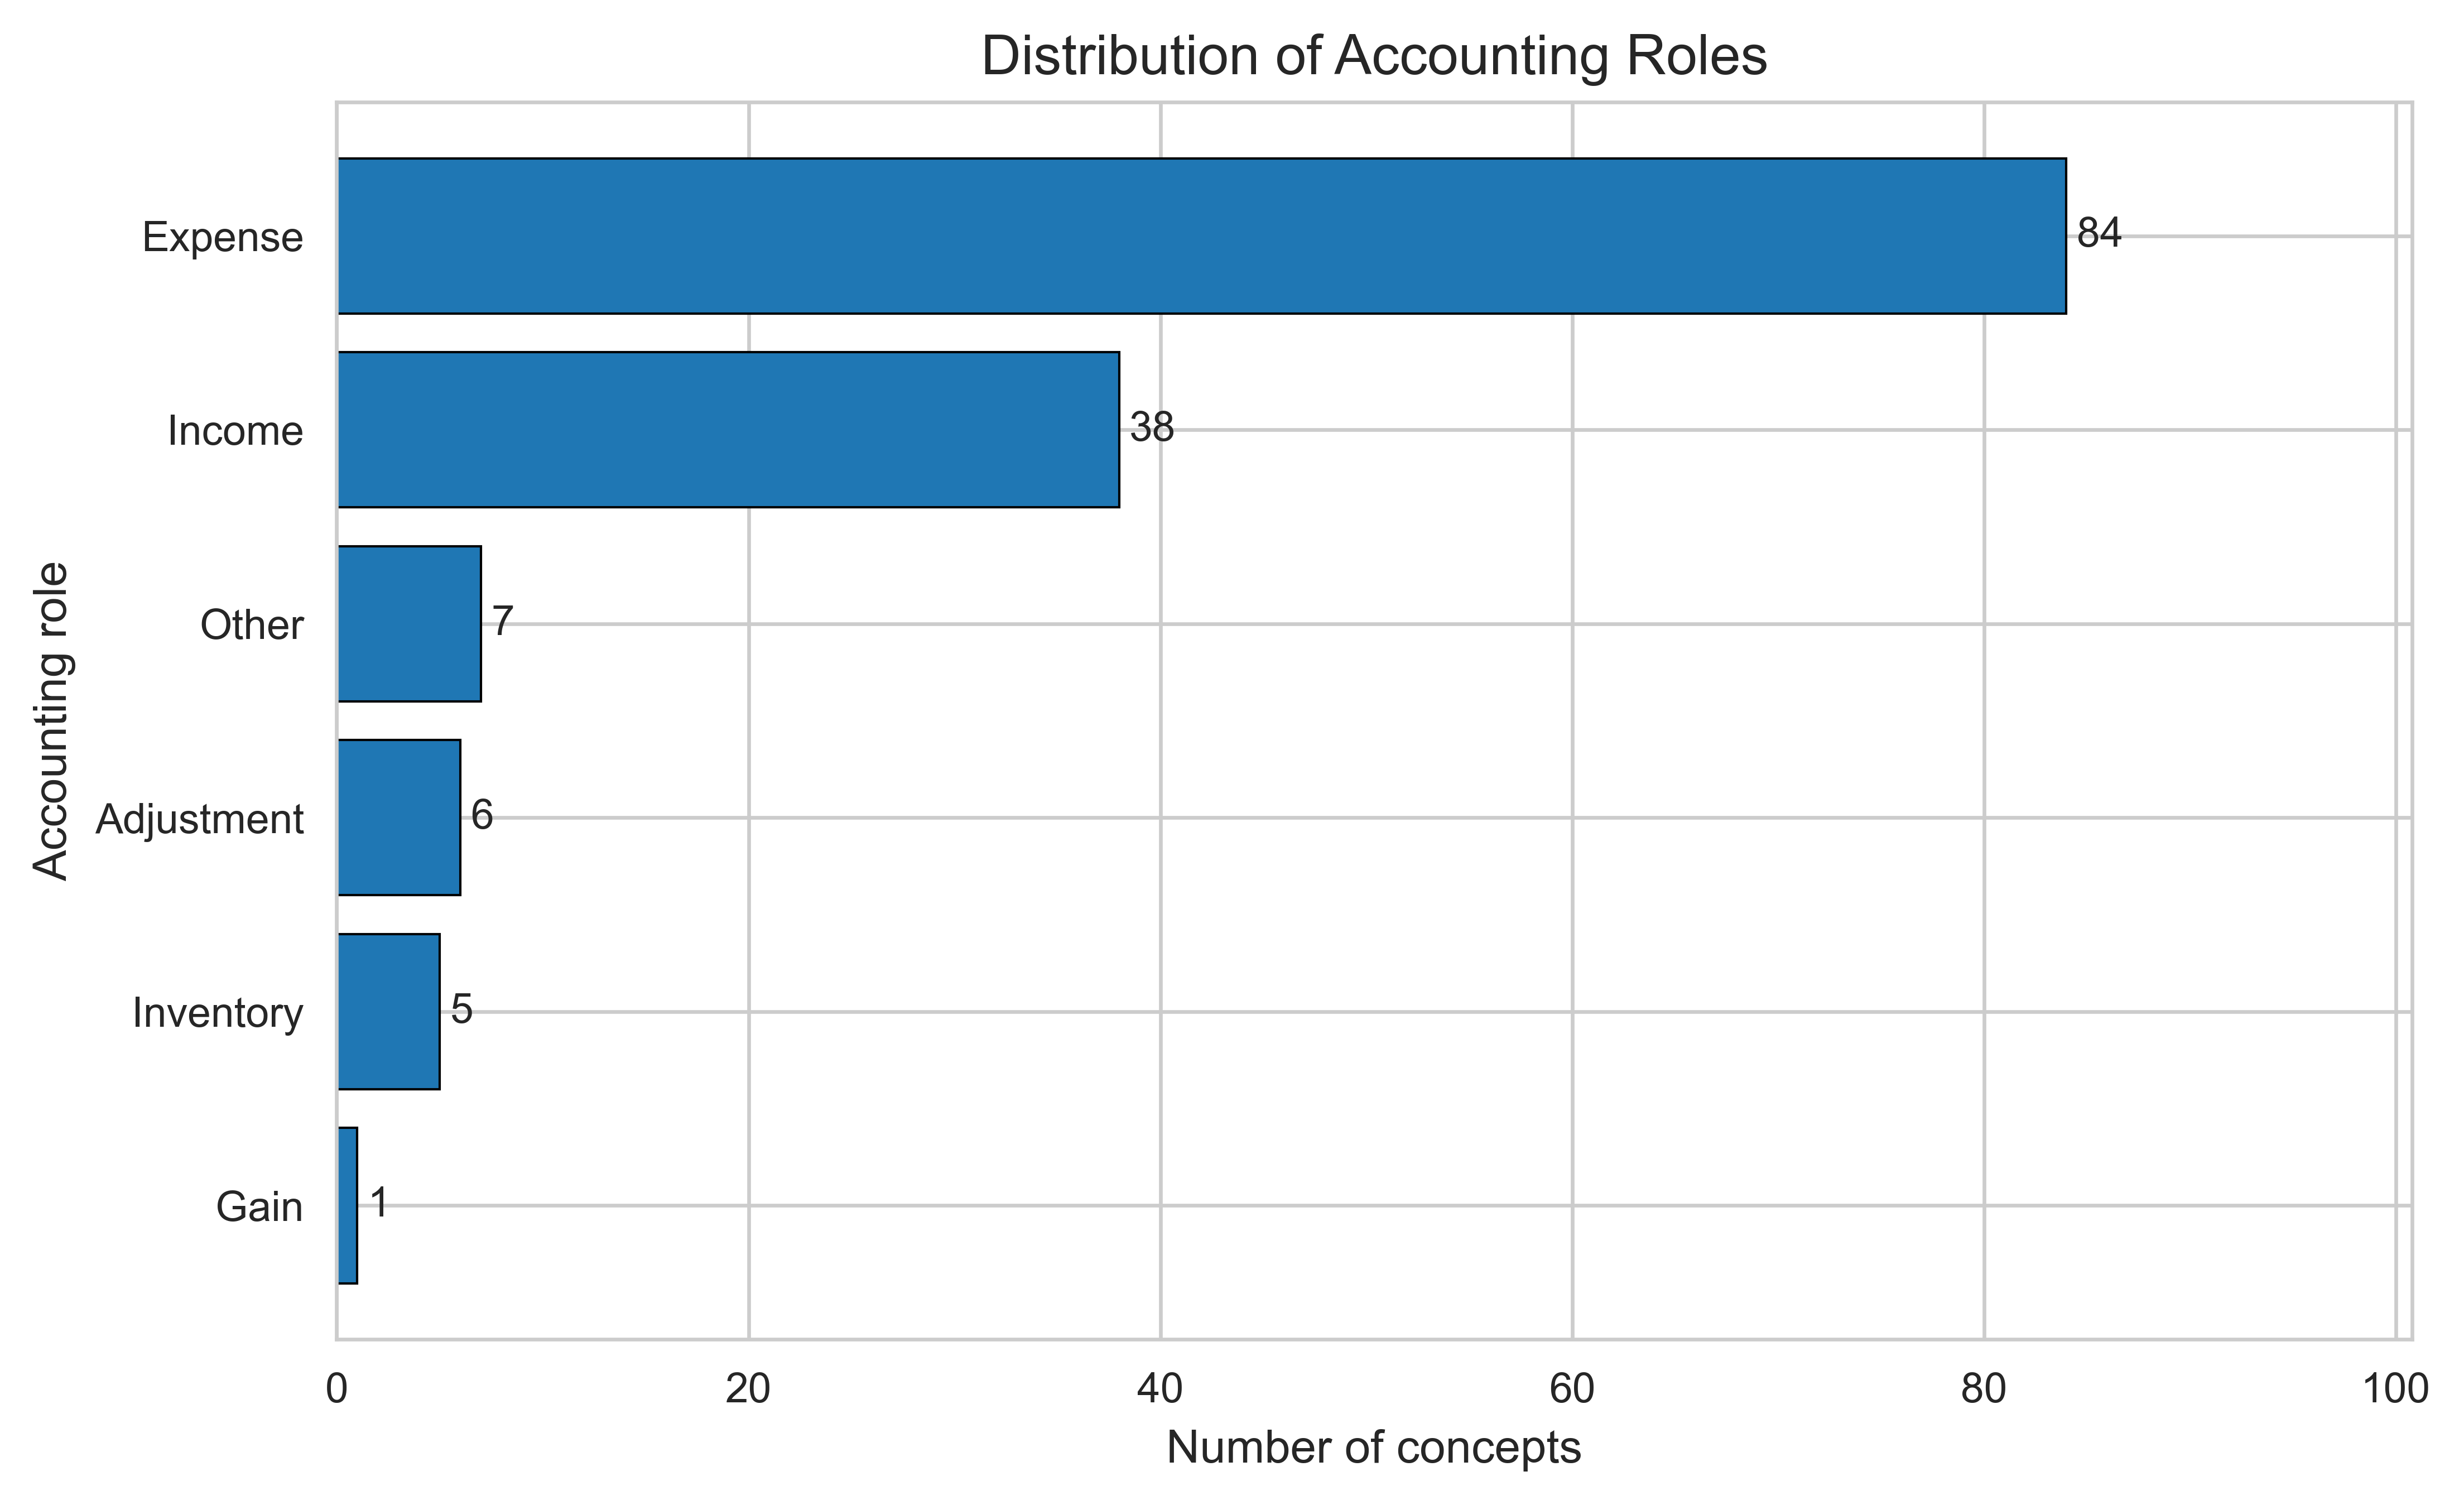 Distribution of Accounting Roles
Expense
84
Income
38
Other
7
Adjustment
6
Inventory
5
Gain
1
Accounting role
0 20 40 60 80 100
Number of concepts